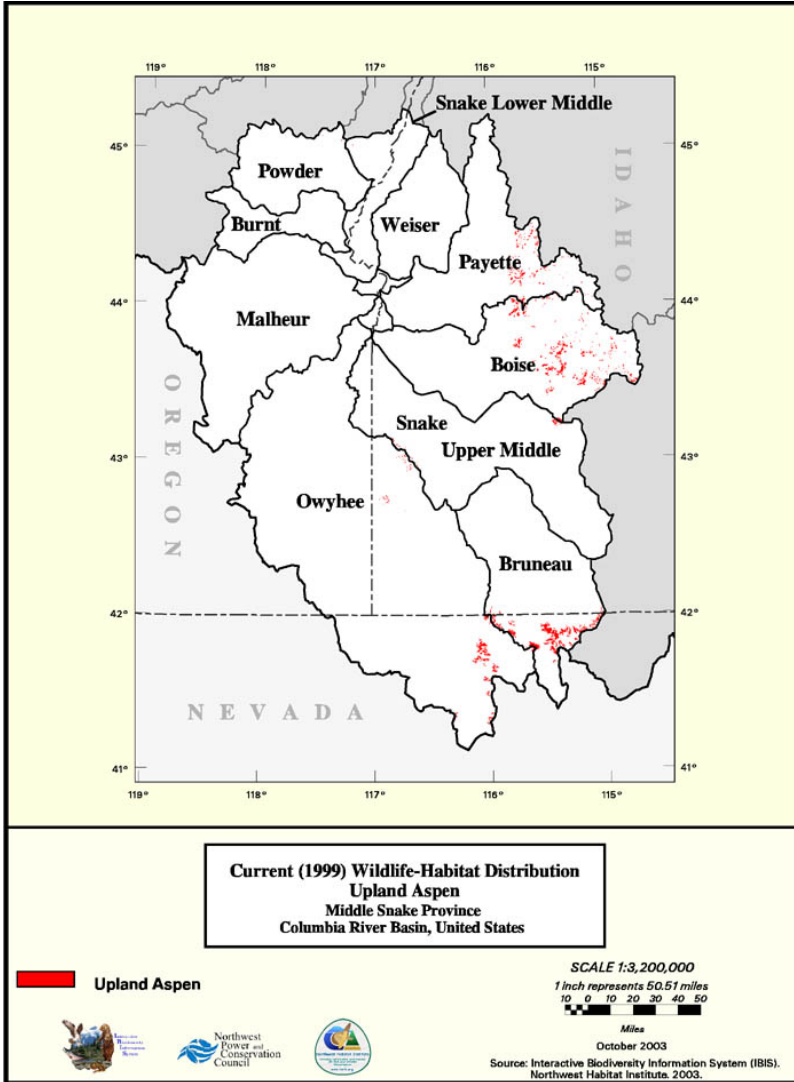 119° 118° 117° 116° 115°
Snake Lower Middle
45° 45°
Powder
IDAHO
Burnt
Weiser
Payette
44° 44°
Malheur
Boise
OREGON
Snake
Upper Middle
43° 43°
Owyhee
Bruneau
42° 42°
NEVADA
41° 41°
119° 118° 117° 116° 115°
Current (1999) Wildlife-Habitat Distribution
Upland Aspen
Middle Snake Province
Columbia River Basin, United States
Upland Aspen
SCALE 1:3,200,000
1 inch represents 50.51 miles
10 0 10 20 30 40 50
Miles
October 2003
Source: Interactive Biodiversity Information System (IBIS).
Northwest Habitat Institute. 2003.
Northwest
Power and
Conservation
Council